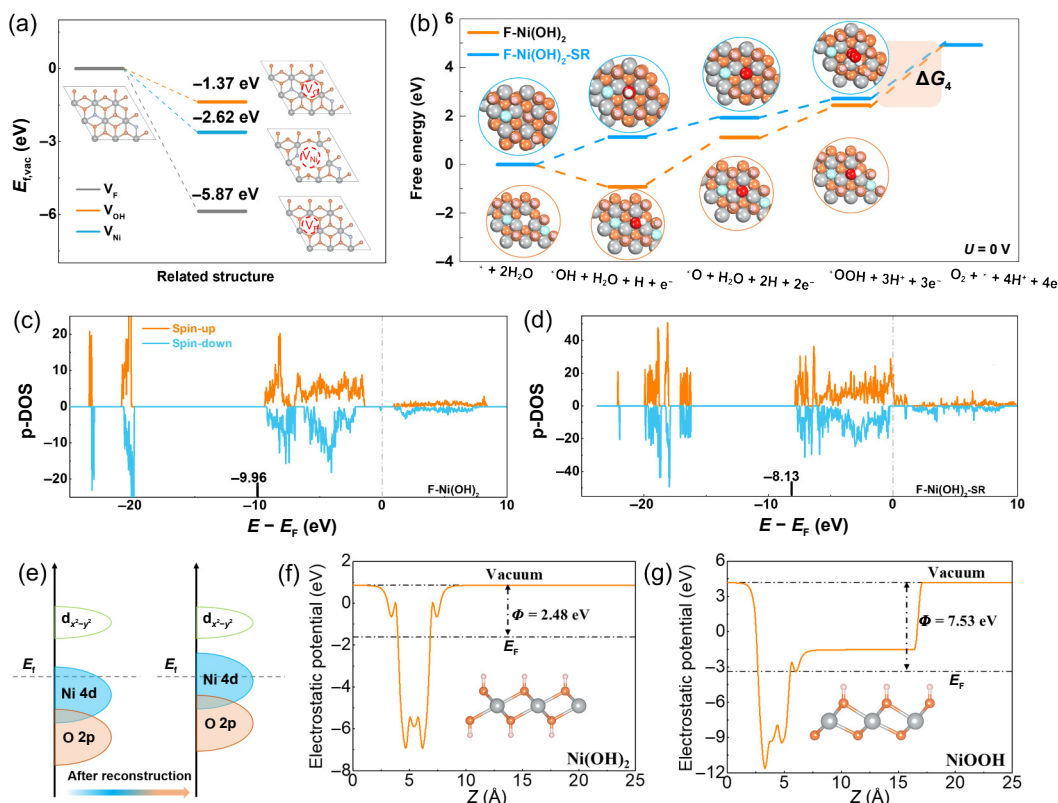 (a)
E_f,vac (eV)
0
−3
−6
−1.37 eV
−2.62 eV
−5.87 eV
V_F
V_OH
V_Ni
V_Ni
Related structure
(b)
Free energy (eV)
6
4
2
0
−2
−4
F-Ni(OH)₂
F-Ni(OH)₂-SR
ΔG₄
U = 0 V
* + 2H₂O
*OH + H₂O + H + e⁻
*O + H₂O + 2H + 2e⁻
*OOH + 3H⁺ + 3e⁻
O₂ + * + 4H⁺ + 4e
(c)
p-DOS
20
10
0
−10
−20
Spin-up
Spin-down
−9.96
F-Ni(OH)₂
−20
−10
0
10
E − E_F (eV)
(d)
p-DOS
40
20
0
−20
−40
−8.13
F-Ni(OH)₂-SR
−20
−10
0
10
E − E_F (eV)
(e)
d_x²−y²
E_f
Ni 4d
O 2p
After reconstruction
d_x²−y²
E_f
Ni 4d
O 2p
(f)
Electrostatic potential (eV)
2
0
−2
−4
−6
−8
Vacuum
Φ = 2.48 eV
E_F
Ni(OH)₂
0
5
10
15
20
25
Z (Å)
(g)
Electrostatic potential (eV)
6
3
0
−3
−6
−9
−12
Vacuum
Φ = 7.53 eV
E_F
NiOOH
0
5
10
15
20
25
Z (Å)